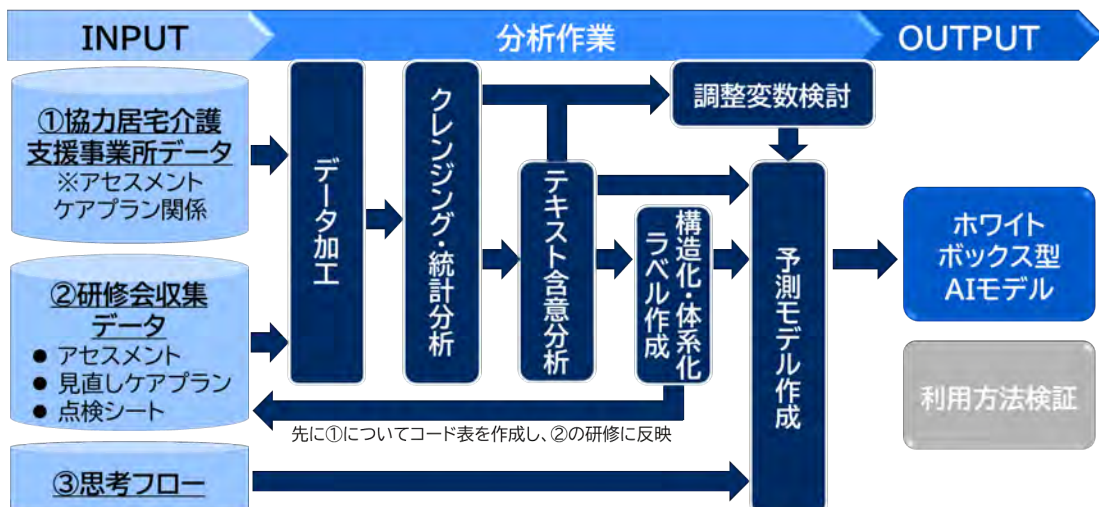 INPUT
分析作業
OUTPUT
①協力居宅介護
支援事業所データ
※アセスメント
ケアプラン関係
②研修会収集
データ
● アセスメント
● 見直しケアプラン
● 点検シート
③思考フロー
データ加工
クレンジング・統計分析
テキスト含意分析
構造化・体系化
ラベル作成
調整変数検討
予測モデル作成
先に①についてコード表を作成し、②の研修に反映
ホワイト
ボックス型
AIモデル
利用方法検証